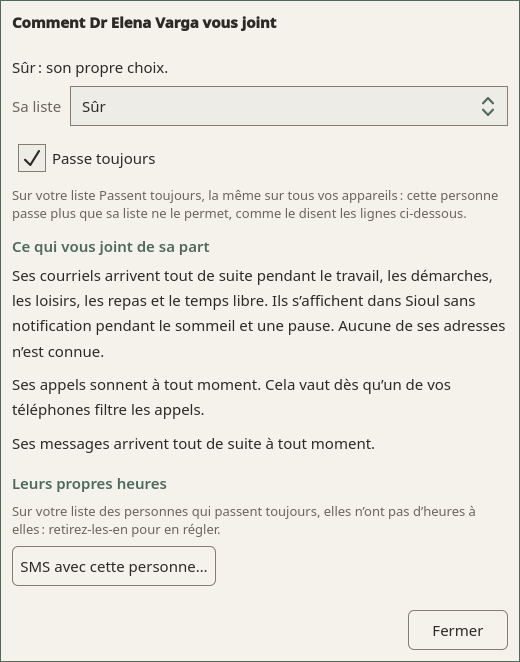 Comment Dr Elena Varga vous joint
Sûr : son propre choix.
Sa liste
Sûr
Passe toujours
Sur votre liste Passent toujours, la même sur tous vos appareils : cette personne
passe plus que sa liste ne le permet, comme le disent les lignes ci-dessous.
Ce qui vous joint de sa part
Ses courriels arrivent tout de suite pendant le travail, les démarches,
les loisirs, les repas et le temps libre. Ils s’affichent dans Sioul sans
notification pendant le sommeil et une pause. Aucune de ses adresses
n’est connue.
Ses appels sonnent à tout moment. Cela vaut dès qu’un de vos
téléphones filtre les appels.
Ses messages arrivent tout de suite à tout moment.
Leurs propres heures
Sur votre liste des personnes qui passent toujours, elles n’ont pas d’heures à
elles : retirez-les-en pour en régler.
SMS avec cette personne…
Fermer